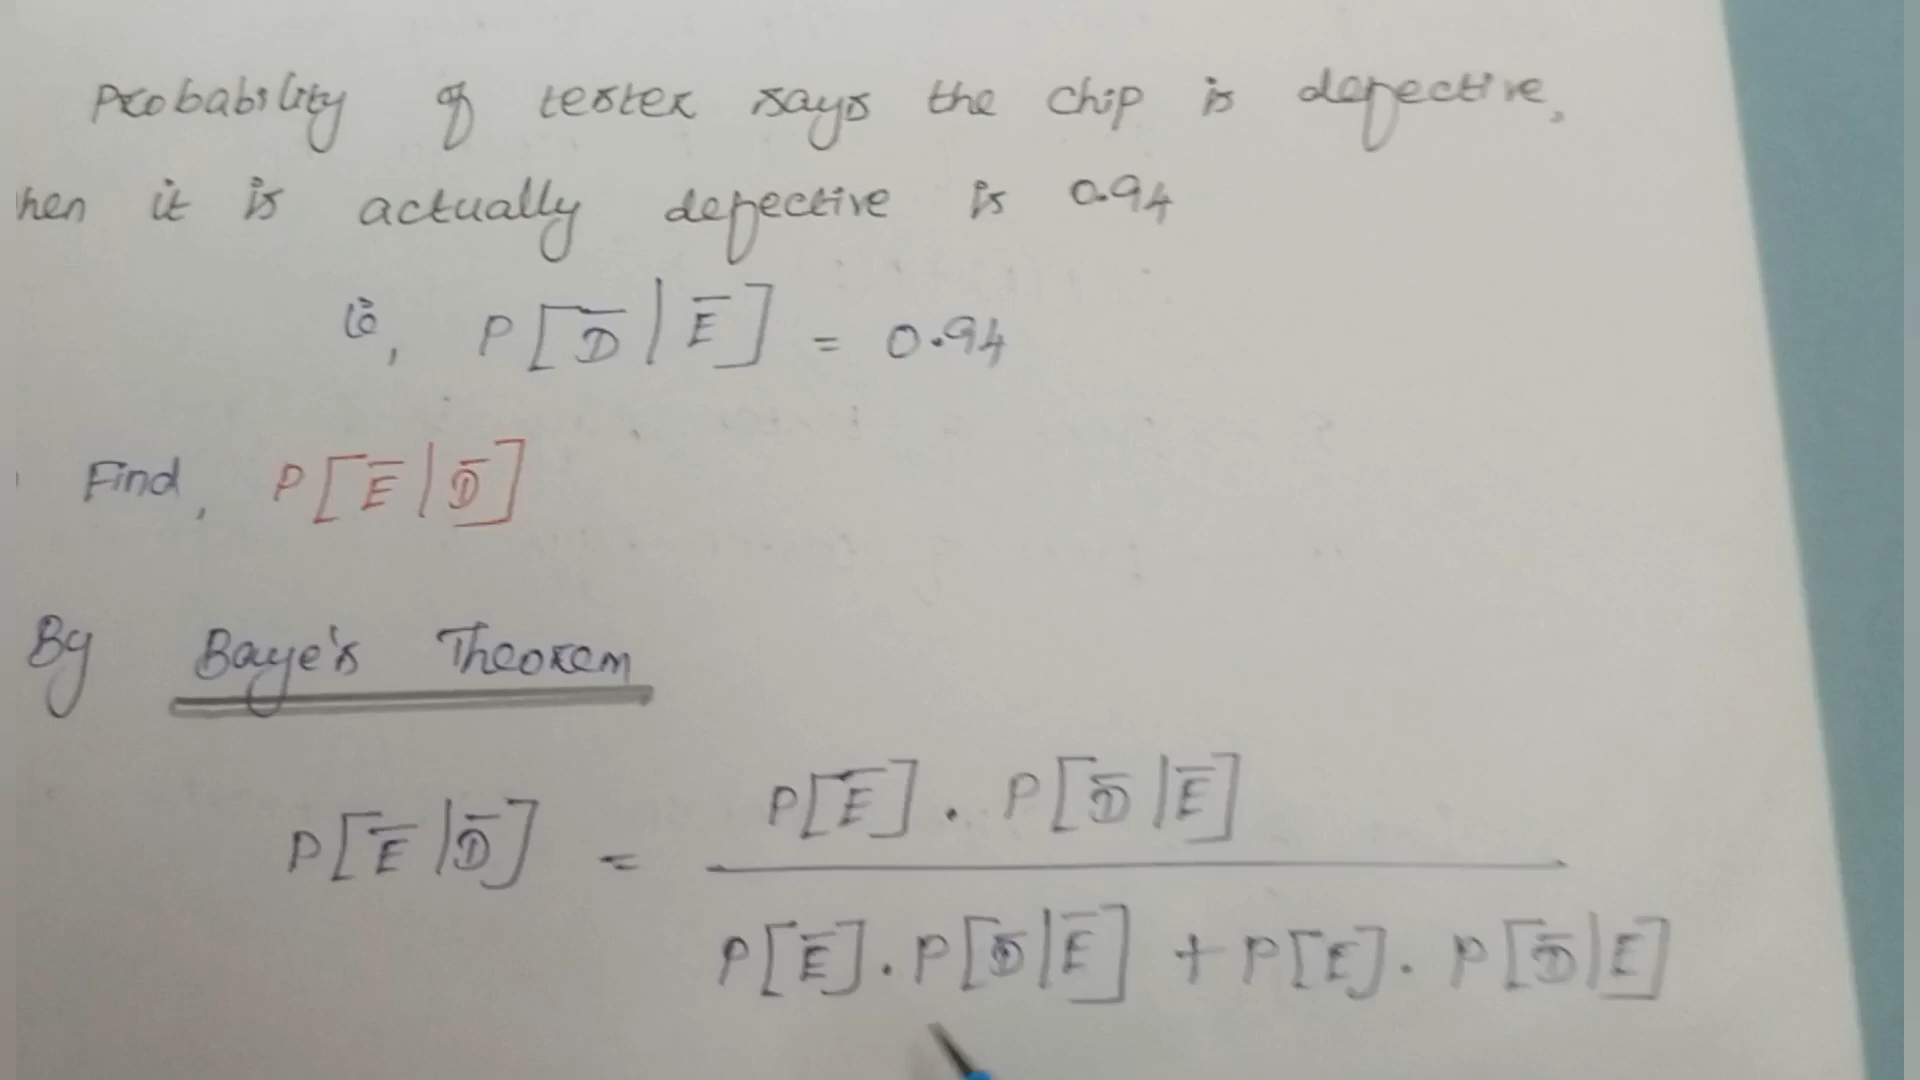 Probability of tester says the chip is defective,
hen it is actually defective is 0.94
ie, P[D̅|E̅] = 0.94
Find, P[E̅|D̅]
By Baye's Theorem
P[E̅|D̅] = P[E̅] . P[D̅|E̅]
P[E̅] . P[D̅|E̅] + P[E] . P[D̅|E]